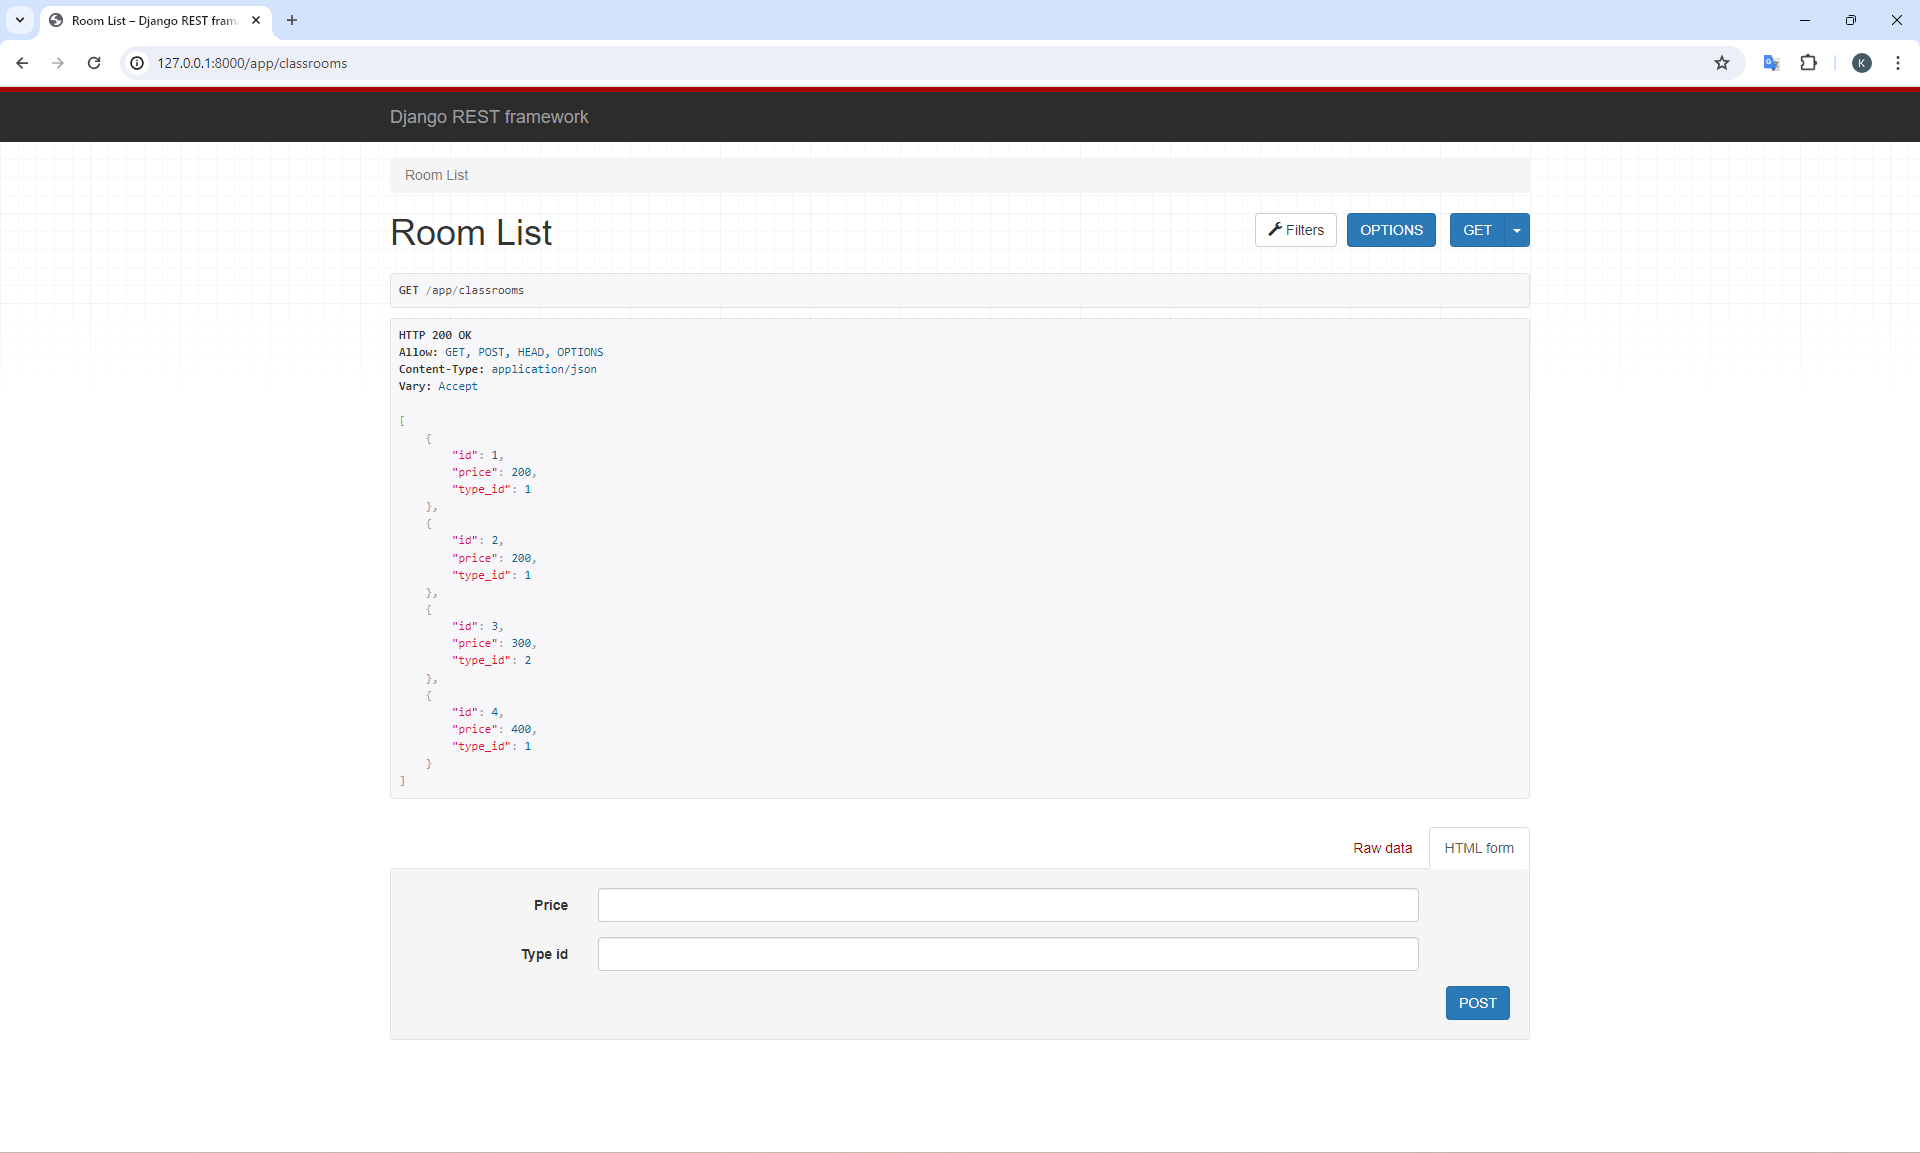 Room List – Django REST fram
127.0.0.1:8000/app/classrooms
K
Django REST framework
Room List
Room List
Filters
OPTIONS
GET
GET /app/classrooms
HTTP 200 OK
Allow: GET, POST, HEAD, OPTIONS
Content-Type: application/json
Vary: Accept
[
    {
        "id": 1,
        "price": 200,
        "type_id": 1
    },
    {
        "id": 2,
        "price": 200,
        "type_id": 1
    },
    {
        "id": 3,
        "price": 300,
        "type_id": 2
    },
    {
        "id": 4,
        "price": 400,
        "type_id": 1
    }
]
Raw data
HTML form
Price
Type id
POST